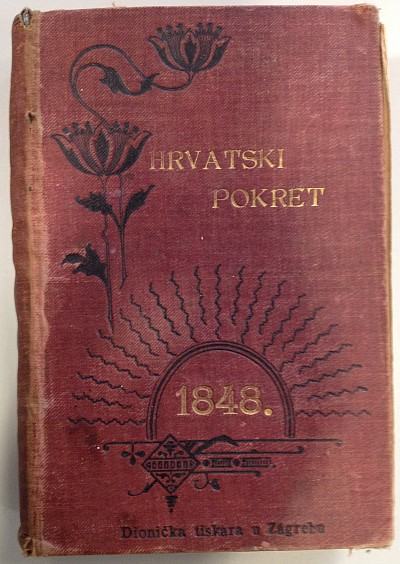 HRVATSKI
POKRET
1848.
Dionička tiskara u Zagrebu